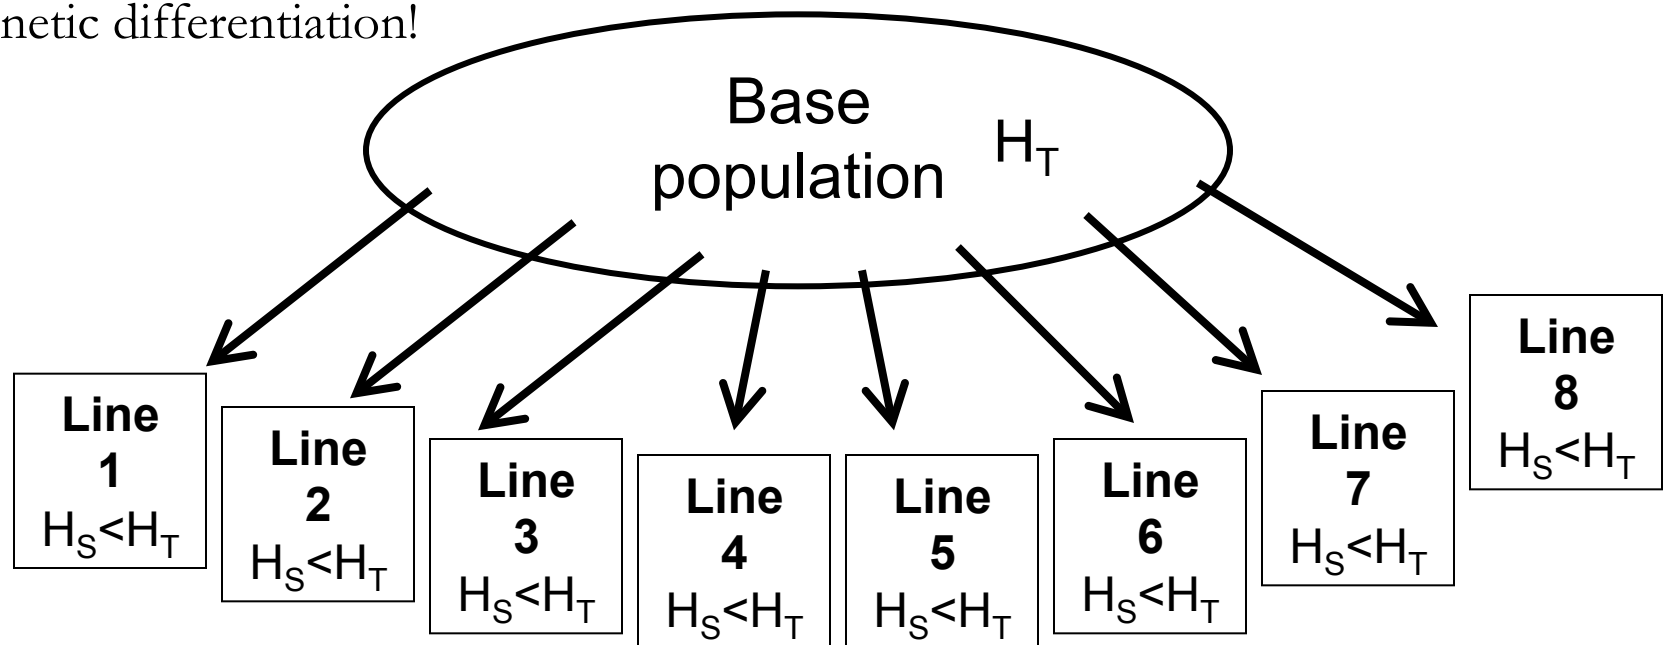 netic differentiation!
Base
population
H_T
Line
1
H_S<H_T
Line
2
H_S<H_T
Line
3
H_S<H_T
Line
4
H_S<H_T
Line
5
H_S<H_T
Line
6
H_S<H_T
Line
7
H_S<H_T
Line
8
H_S<H_T